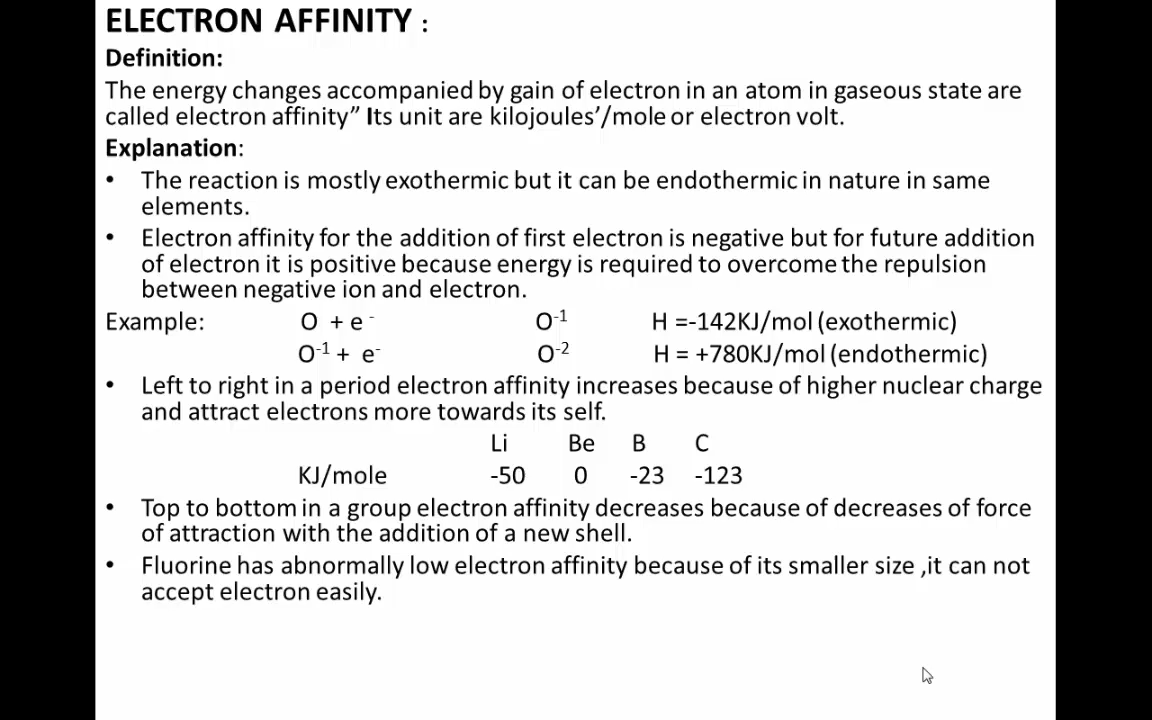 ELECTRON AFFINITY :
Definition:
The energy changes accompanied by gain of electron in an atom in gaseous state are
called electron affinity” Its unit are kilojoules’/mole or electron volt.
Explanation:
• The reaction is mostly exothermic but it can be endothermic in nature in same
elements.
• Electron affinity for the addition of first electron is negative but for future addition
of electron it is positive because energy is required to overcome the repulsion
between negative ion and electron.
Example: O + e⁻ O⁻¹ H =-142KJ/mol (exothermic)
O⁻¹ + e⁻ O⁻² H = +780KJ/mol (endothermic)
• Left to right in a period electron affinity increases because of higher nuclear charge
and attract electrons more towards its self.
Li Be B C
KJ/mole -50 0 -23 -123
• Top to bottom in a group electron affinity decreases because of decreases of force
of attraction with the addition of a new shell.
• Fluorine has abnormally low electron affinity because of its smaller size ,it can not
accept electron easily.